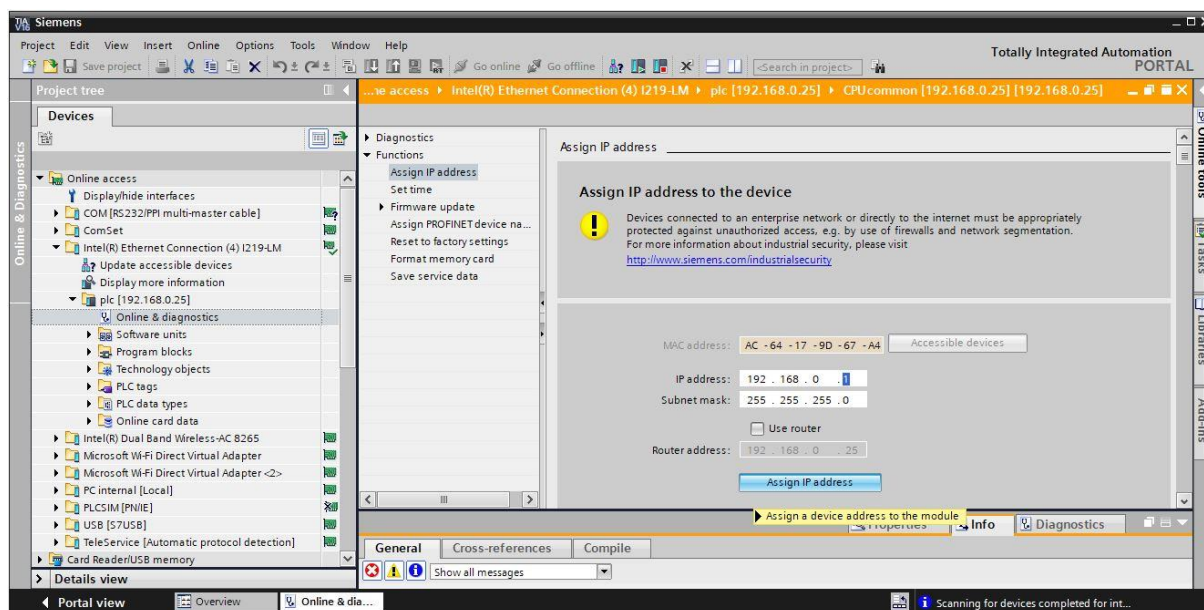 Siemens
Project Edit View Insert Online Options Tools Window Help
Save project Go online Go offline <Search in project>
Totally Integrated Automation
PORTAL
Project tree
...ne access Intel(R) Ethernet Connection (4) I219-LM plc [192.168.0.25] CPUcommon [192.168.0.25] [192.168.0.25]
Devices
Online & Diagnostics
Online access
Display/hide interfaces
COM [RS232/PPI multi-master cable]
ComSet
Intel(R) Ethernet Connection (4) I219-LM
Update accessible devices
Display more information
plc [192.168.0.25]
Online & diagnostics
Software units
Program blocks
Technology objects
PLC tags
PLC data types
Online card data
Intel(R) Dual Band Wireless-AC 8265
Microsoft Wi-Fi Direct Virtual Adapter
Microsoft Wi-Fi Direct Virtual Adapter <2>
PC internal [Local]
PLCSIM [PN/IE]
USB [S7USB]
TeleService [Automatic protocol detection]
Card Reader/USB memory
Details view
Diagnostics
Functions
Assign IP address
Set time
Firmware update
Assign PROFINET device na...
Reset to factory settings
Format memory card
Save service data
Assign IP address
Assign IP address to the device
Devices connected to an enterprise network or directly to the internet must be appropriately
protected against unauthorized access, e.g. by use of firewalls and network segmentation.
For more information about industrial security, please visit
http://www.siemens.com/industrialsecurity
MAC address: AC - 64 - 17 - 9D - 67 - A4 Accessible devices
IP address: 192 . 168 . 0 . 1
Subnet mask: 255 . 255 . 255 . 0
Use router
Router address: 192 . 168 . 0 . 25
Assign IP address
Assign a device address to the module
Properties Info Diagnostics
General Cross-references Compile
Show all messages
Online tools
Tasks
Libraries
Add-ins
Portal view Overview Online & dia...
Scanning for devices completed for int...